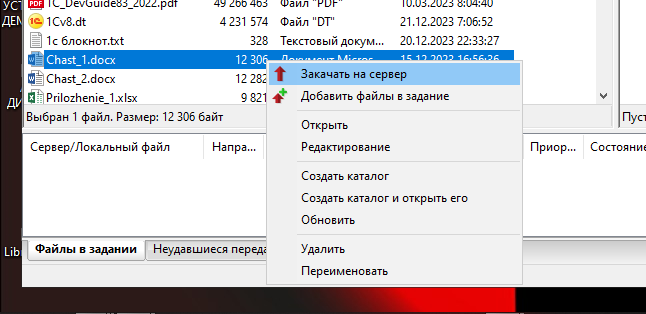 УСТ
ДЕМ
ДИ
Libr
1C_DevGuide83_2022.pdf 49 266 463 Файл "PDF" 10.03.2023 8:04:40
1Cv8.dt 4 231 574 Файл "DT" 21.12.2023 7:06:52
1с блокнот.txt 328 Текстовый докум... 20.12.2023 22:33:27
Chast_1.docx 12 306 Документ Micros... 15.12.2023 16:56:36
Chast_2.docx 12 282
Prilozhenie_1.xlsx 9 821
Выбран 1 файл. Размер: 12 306 байт
Пуст
Сервер/Локальный файл Напра... Приор... Состояние
Файлы в задании Неудавшиеся переда
Закачать на сервер
Добавить файлы в задание
Открыть
Редактирование
Создать каталог
Создать каталог и открыть его
Обновить
Удалить
Переименовать